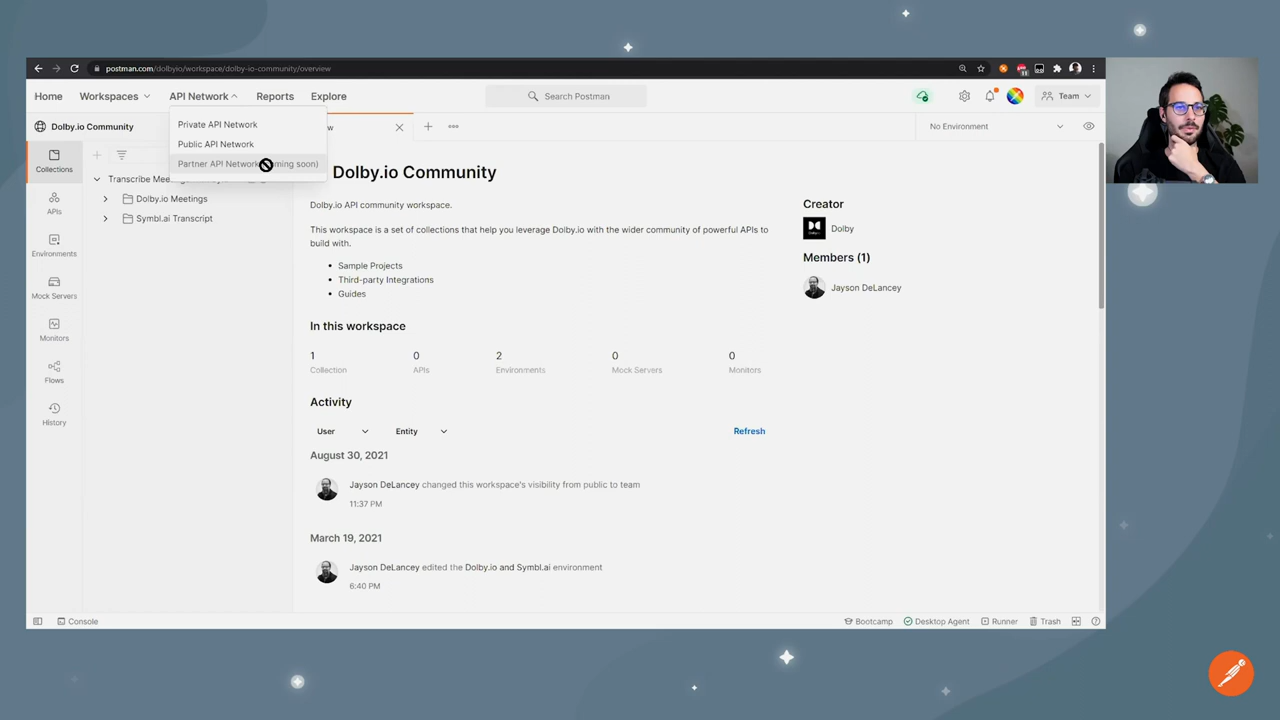 postman.com/dolbyio/workspace/dolby-io-community/overview
Home
Workspaces
API Network
Reports
Explore
Search Postman
Team
Private API Network
Public API Network
Partner API Network
ming soon)
Dolby.io Community
No Environment
Collections
APIs
Environments
Mock Servers
Monitors
Flows
History
Transcribe Mee
Dolby.io Meetings
Symbl.ai Transcript
Dolby.io Community
Dolby.io API community workspace.
This workspace is a set of collections that help you leverage Dolby.io with the wider community of powerful APIs to
build with.
Sample Projects
Third-party Integrations
Guides
Creator
Dolby
Members (1)
Jayson DeLancey
In this workspace
1 0 2 0 0
Collection APIs Environments Mock Servers Monitors
Activity
User Entity Refresh
August 30, 2021
Jayson DeLancey changed this workspace's visibility from public to team
11:37 PM
March 19, 2021
Jayson DeLancey edited the Dolby.io and Symbl.ai environment
6:40 PM
Console
Bootcamp
Desktop Agent
Runner
Trash